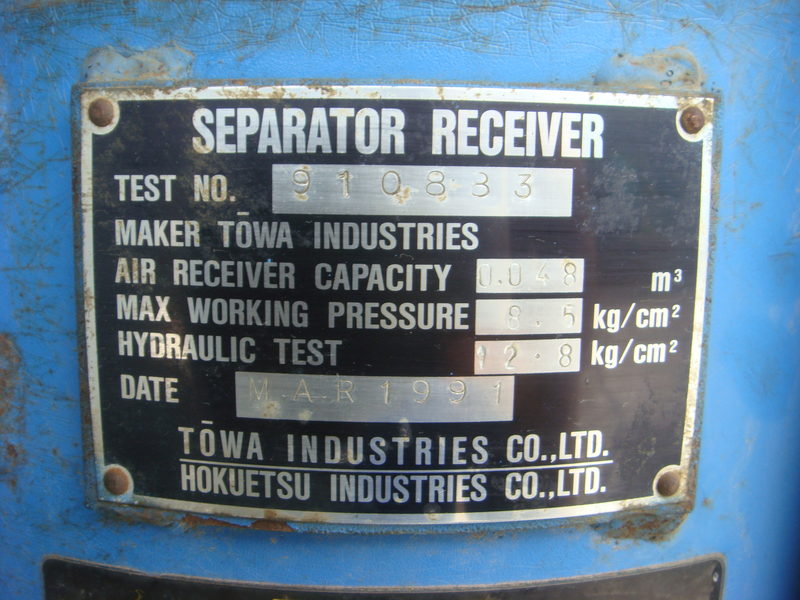 SEPARATOR RECEIVER
TEST NO. 910883
MAKER TŌWA INDUSTRIES
AIR RECEIVER CAPACITY 0.048 m³
MAX WORKING PRESSURE 8.5 kg/cm²
HYDRAULIC TEST 12.8 kg/cm²
DATE MAR1991
TŌWA INDUSTRIES CO.,LTD.
HOKUETSU INDUSTRIES CO.,LTD.